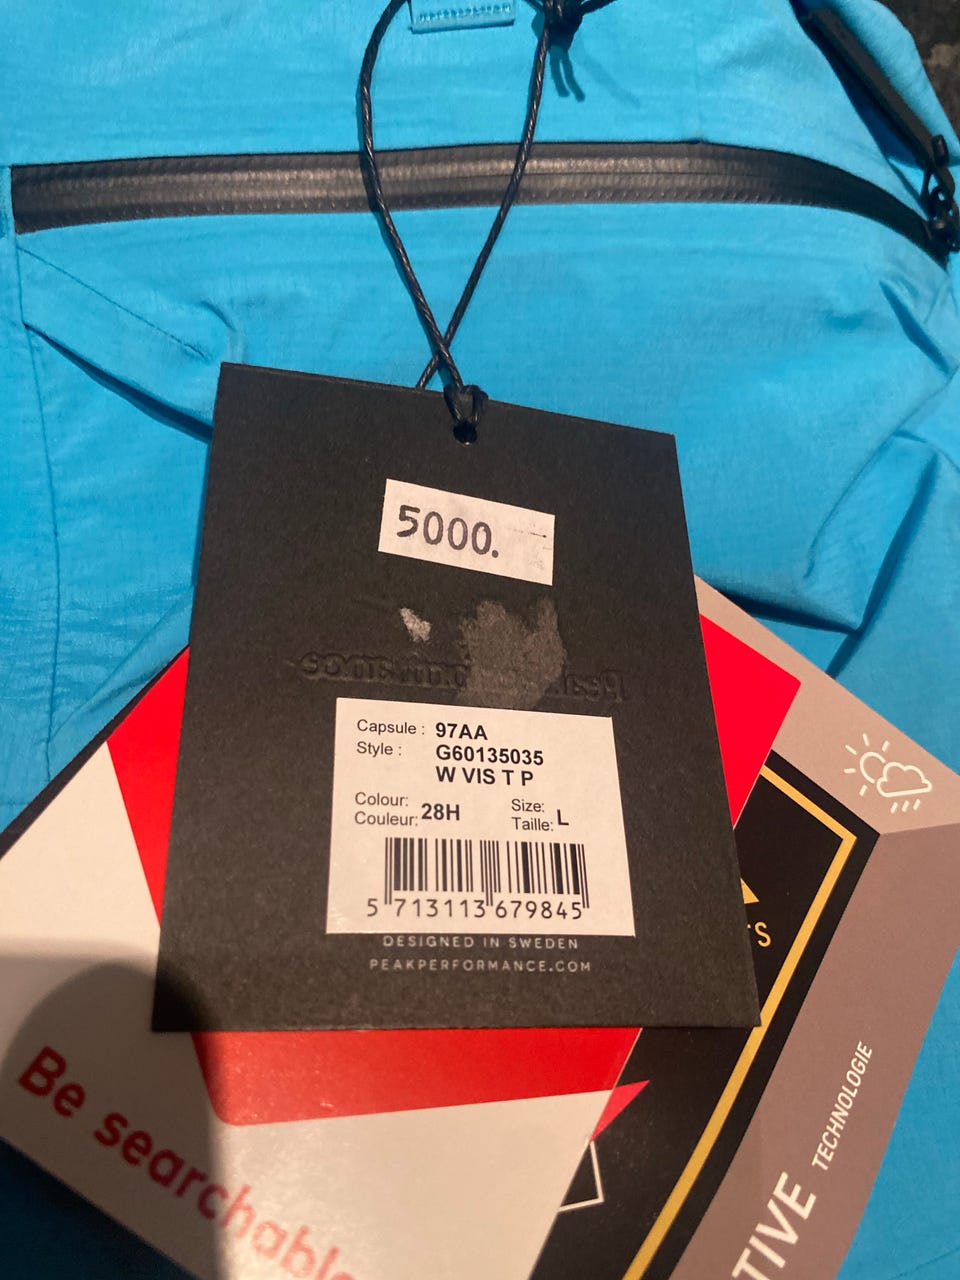 5000.
Capsule : 97AA
Style : G60135035
W VIS T P
Colour:
Couleur: 28H
Size:
Taille: L
5 713113 679845
DESIGNED IN SWEDEN
PEAKPERFORMANCE.COM
Be searchable
TECHNOLOGIE